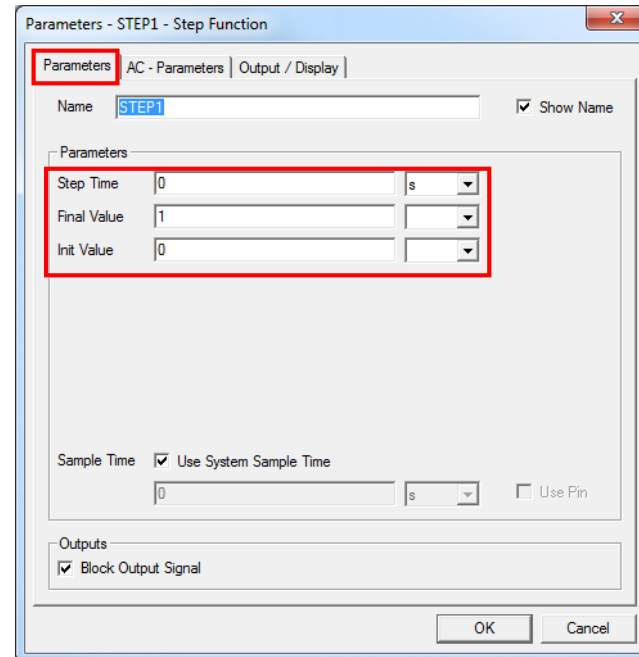 Parameters - STEP1 - Step Function
Parameters AC - Parameters Output / Display
Name STEP1 Show Name
Parameters
Step Time 0 s
Final Value 1
Init Value 0
Sample Time Use System Sample Time
0 s Use Pin
Outputs
Block Output Signal
OK Cancel